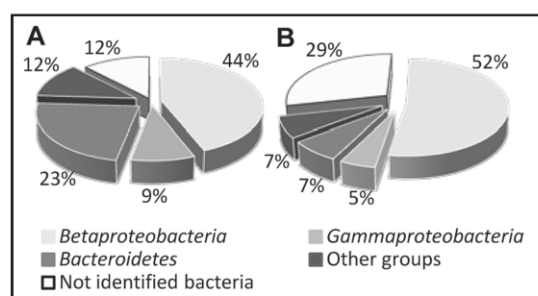 A B
12% 44% 29% 52%
12%
23% 9% 7% 7% 5%
Betaproteobacteria Gammaproteobacteria
Bacteroidetes Other groups
Not identified bacteria